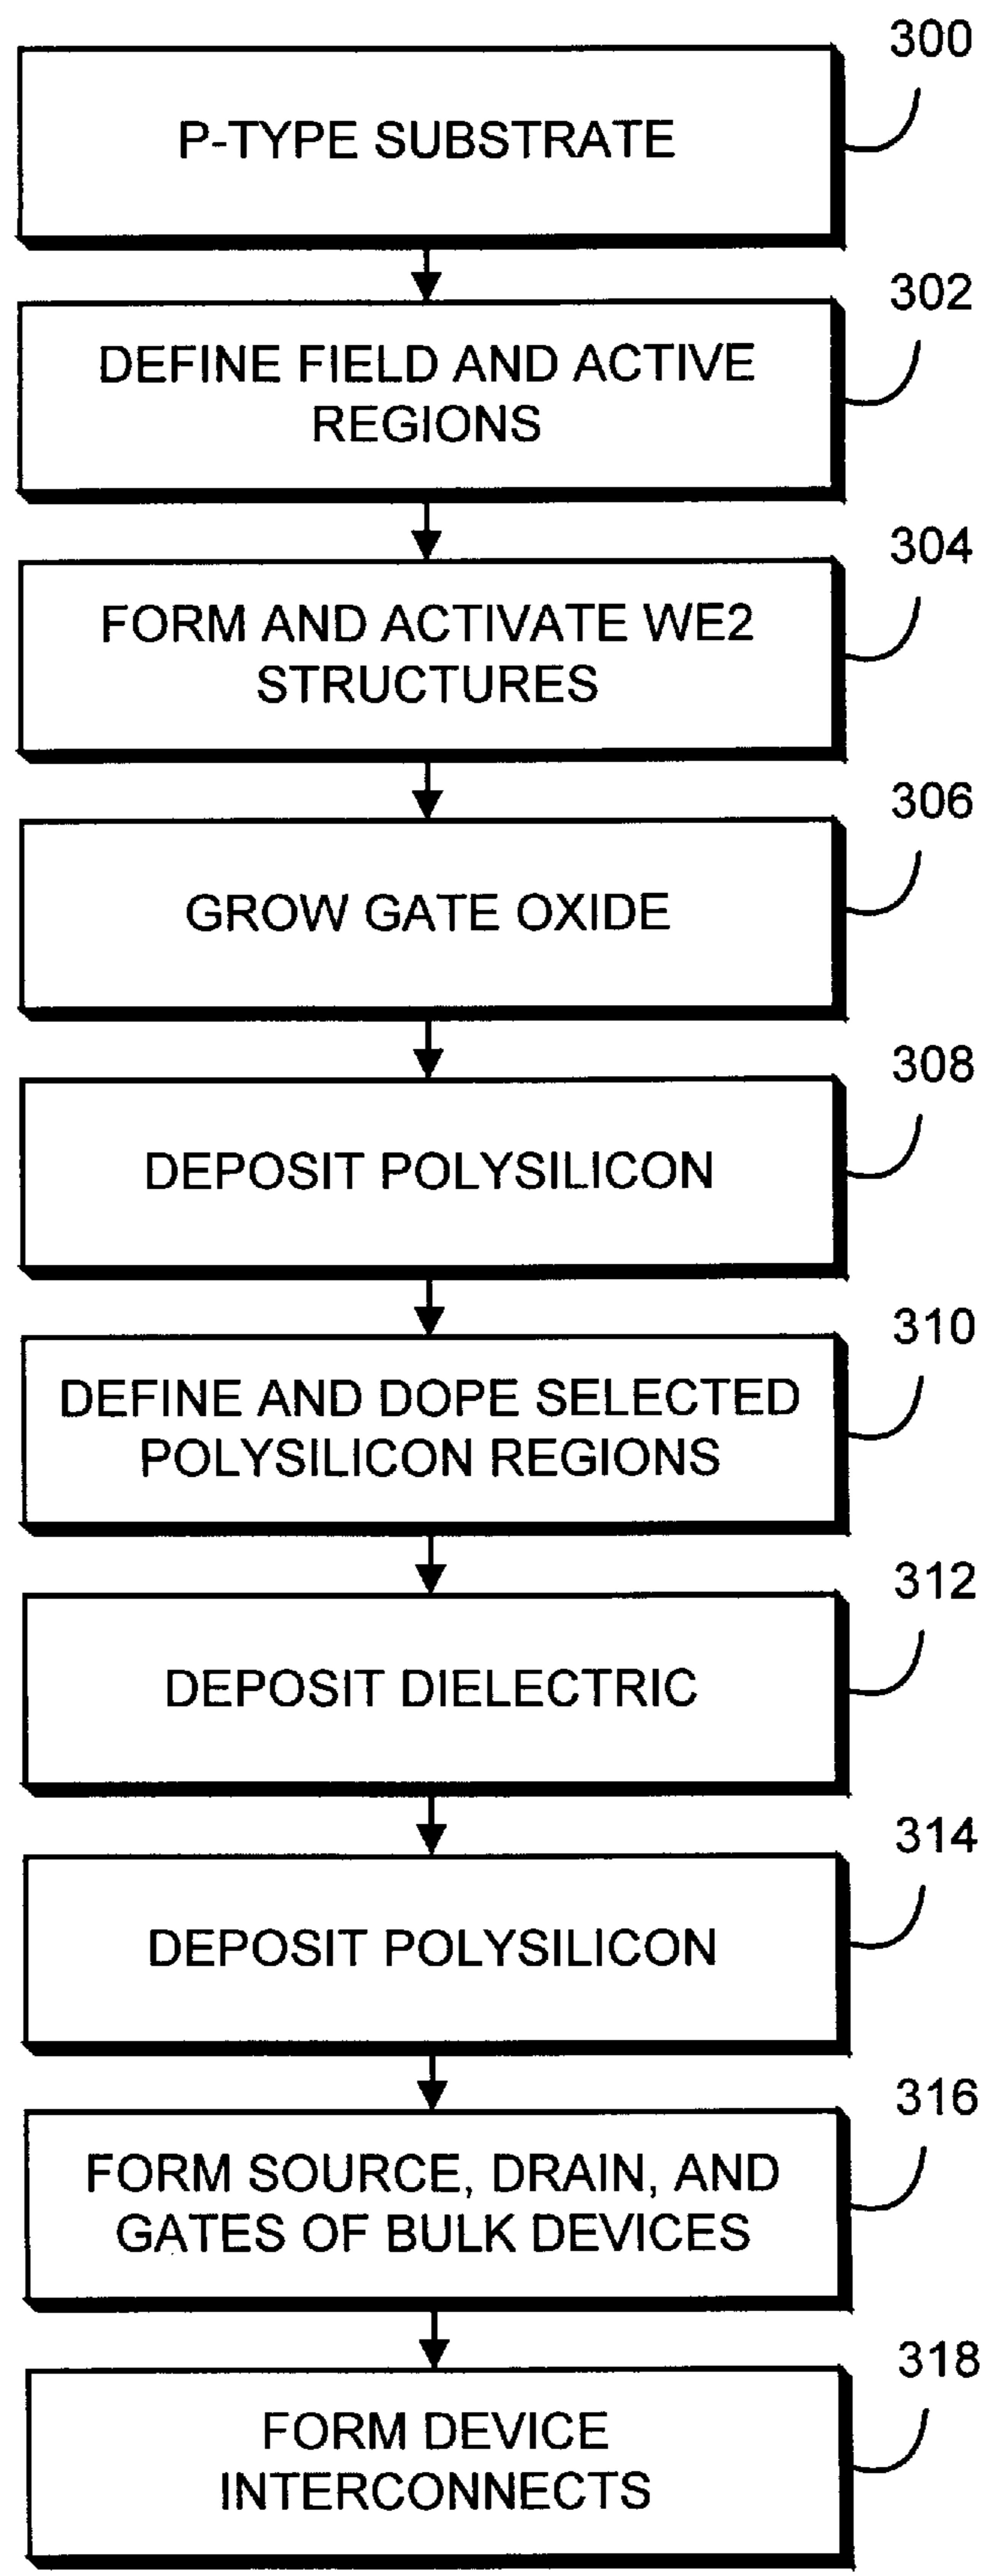 300
P-TYPE SUBSTRATE
302
DEFINE FIELD AND ACTIVE
REGIONS
304
FORM AND ACTIVATE WE2
STRUCTURES
306
GROW GATE OXIDE
308
DEPOSIT POLYSILICON
310
DEFINE AND DOPE SELECTED
POLYSILICON REGIONS
312
DEPOSIT DIELECTRIC
314
DEPOSIT POLYSILICON
316
FORM SOURCE, DRAIN, AND
GATES OF BULK DEVICES
318
FORM DEVICE
INTERCONNECTS